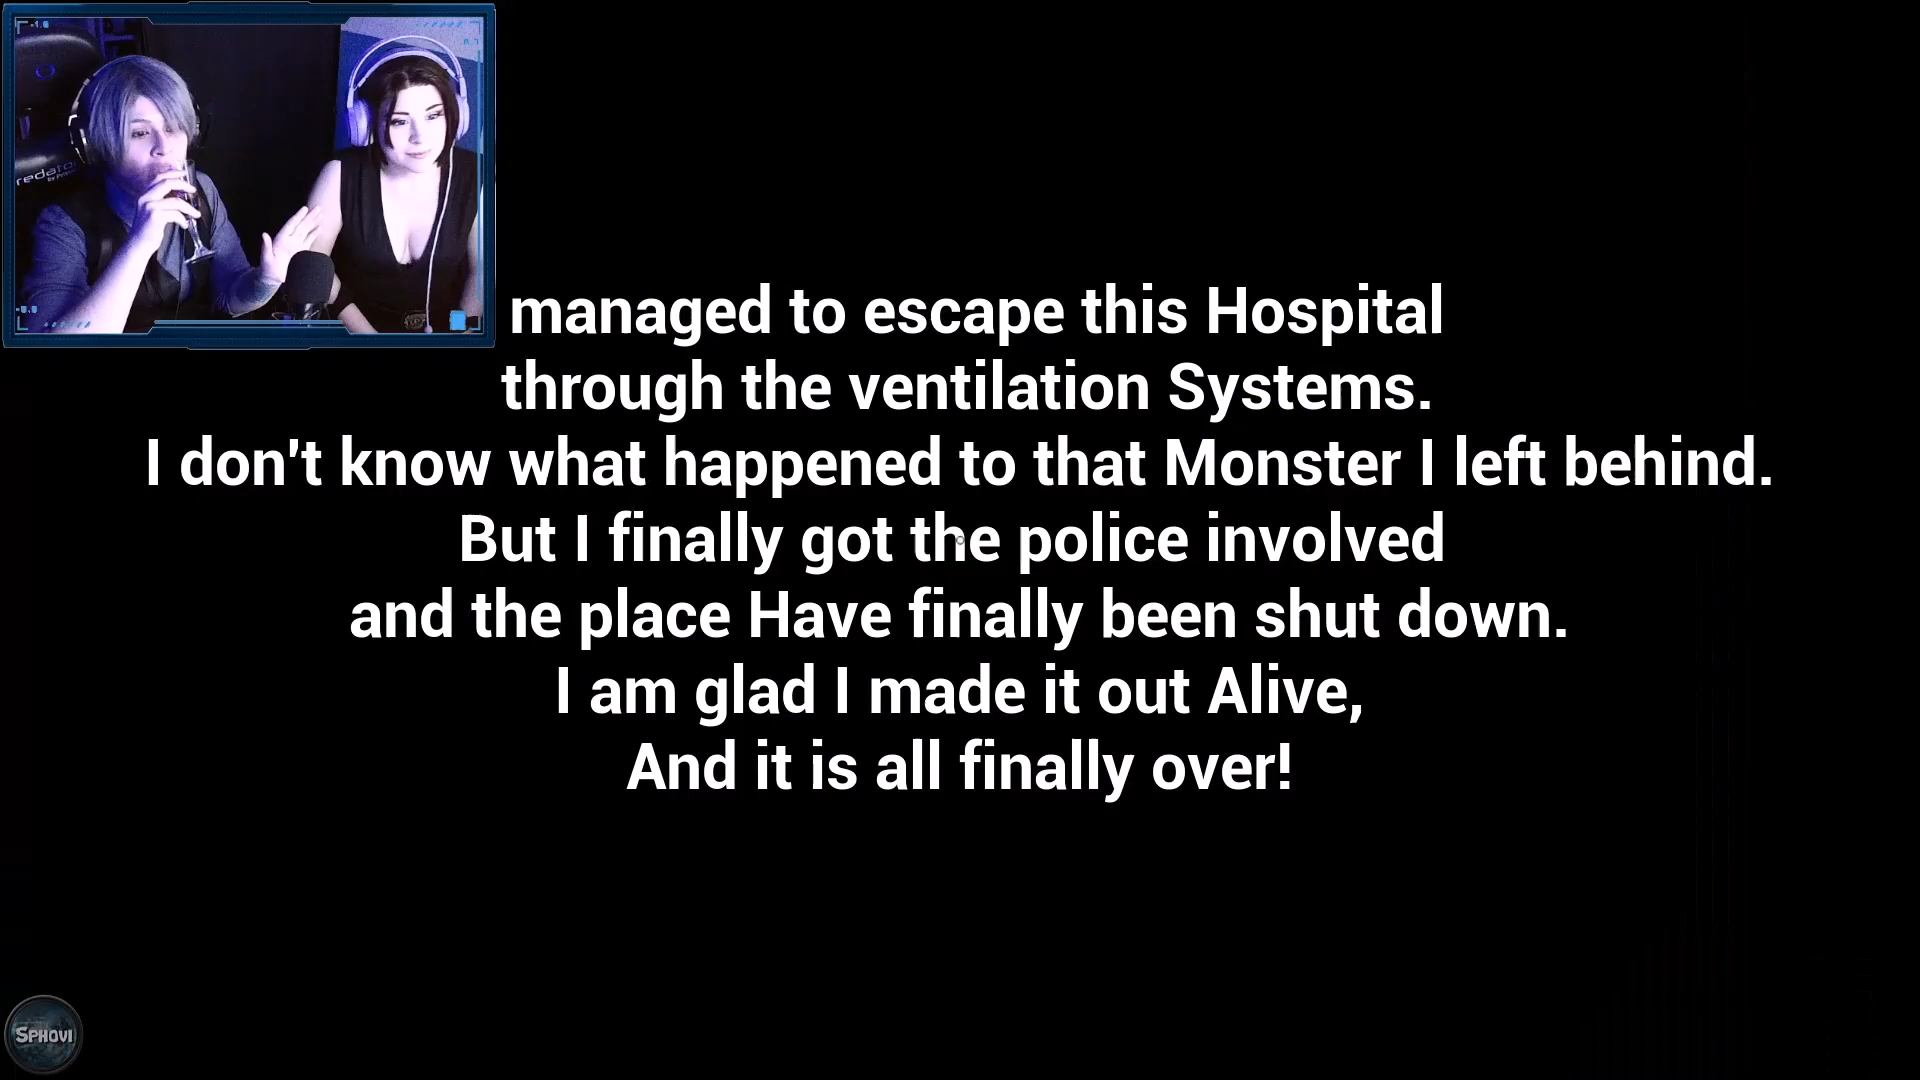 managed to escape this Hospital
through the ventilation Systems.
I don't know what happened to that Monster I left behind.
But I finally got the police involved
and the place Have finally been shut down.
I am glad I made it out Alive,
And it is all finally over!
SPHOVI